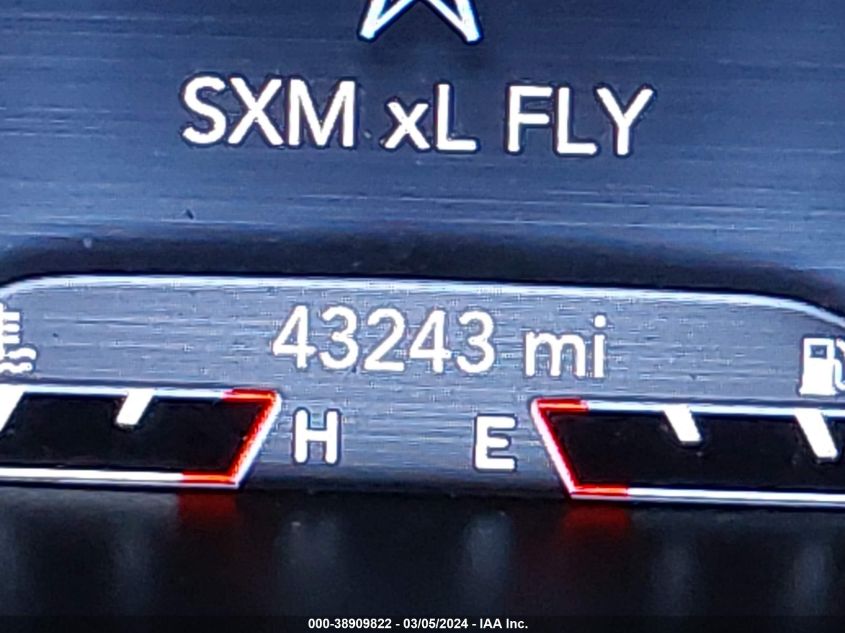 SXM xL FLY
43243 mi
H E
000-38909822 - 03/05/2024 - IAA Inc.